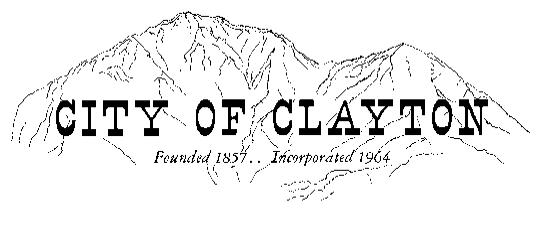 CITY OF CLAYTON
Founded 1857.. Incorporated 1964